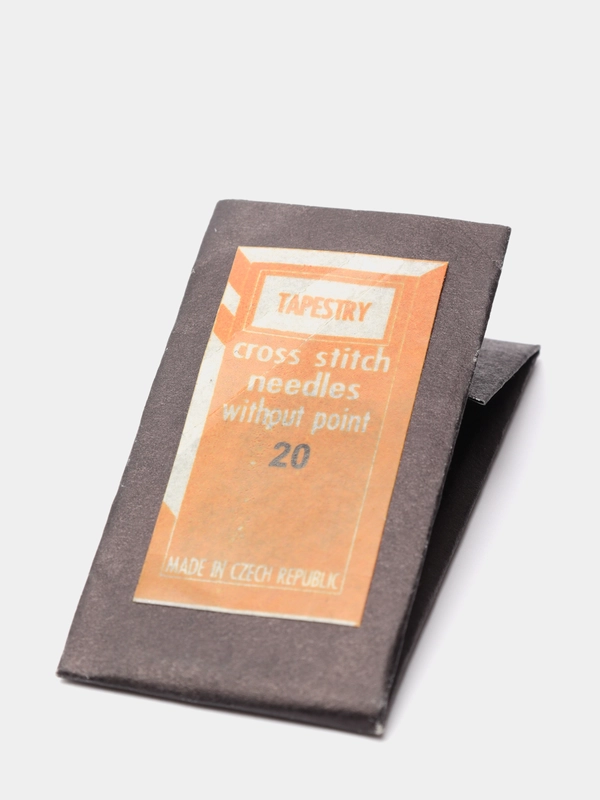 TAPESTRY
cross stitch
needles
without point
20
MADE IN CZECH REPUBLIC